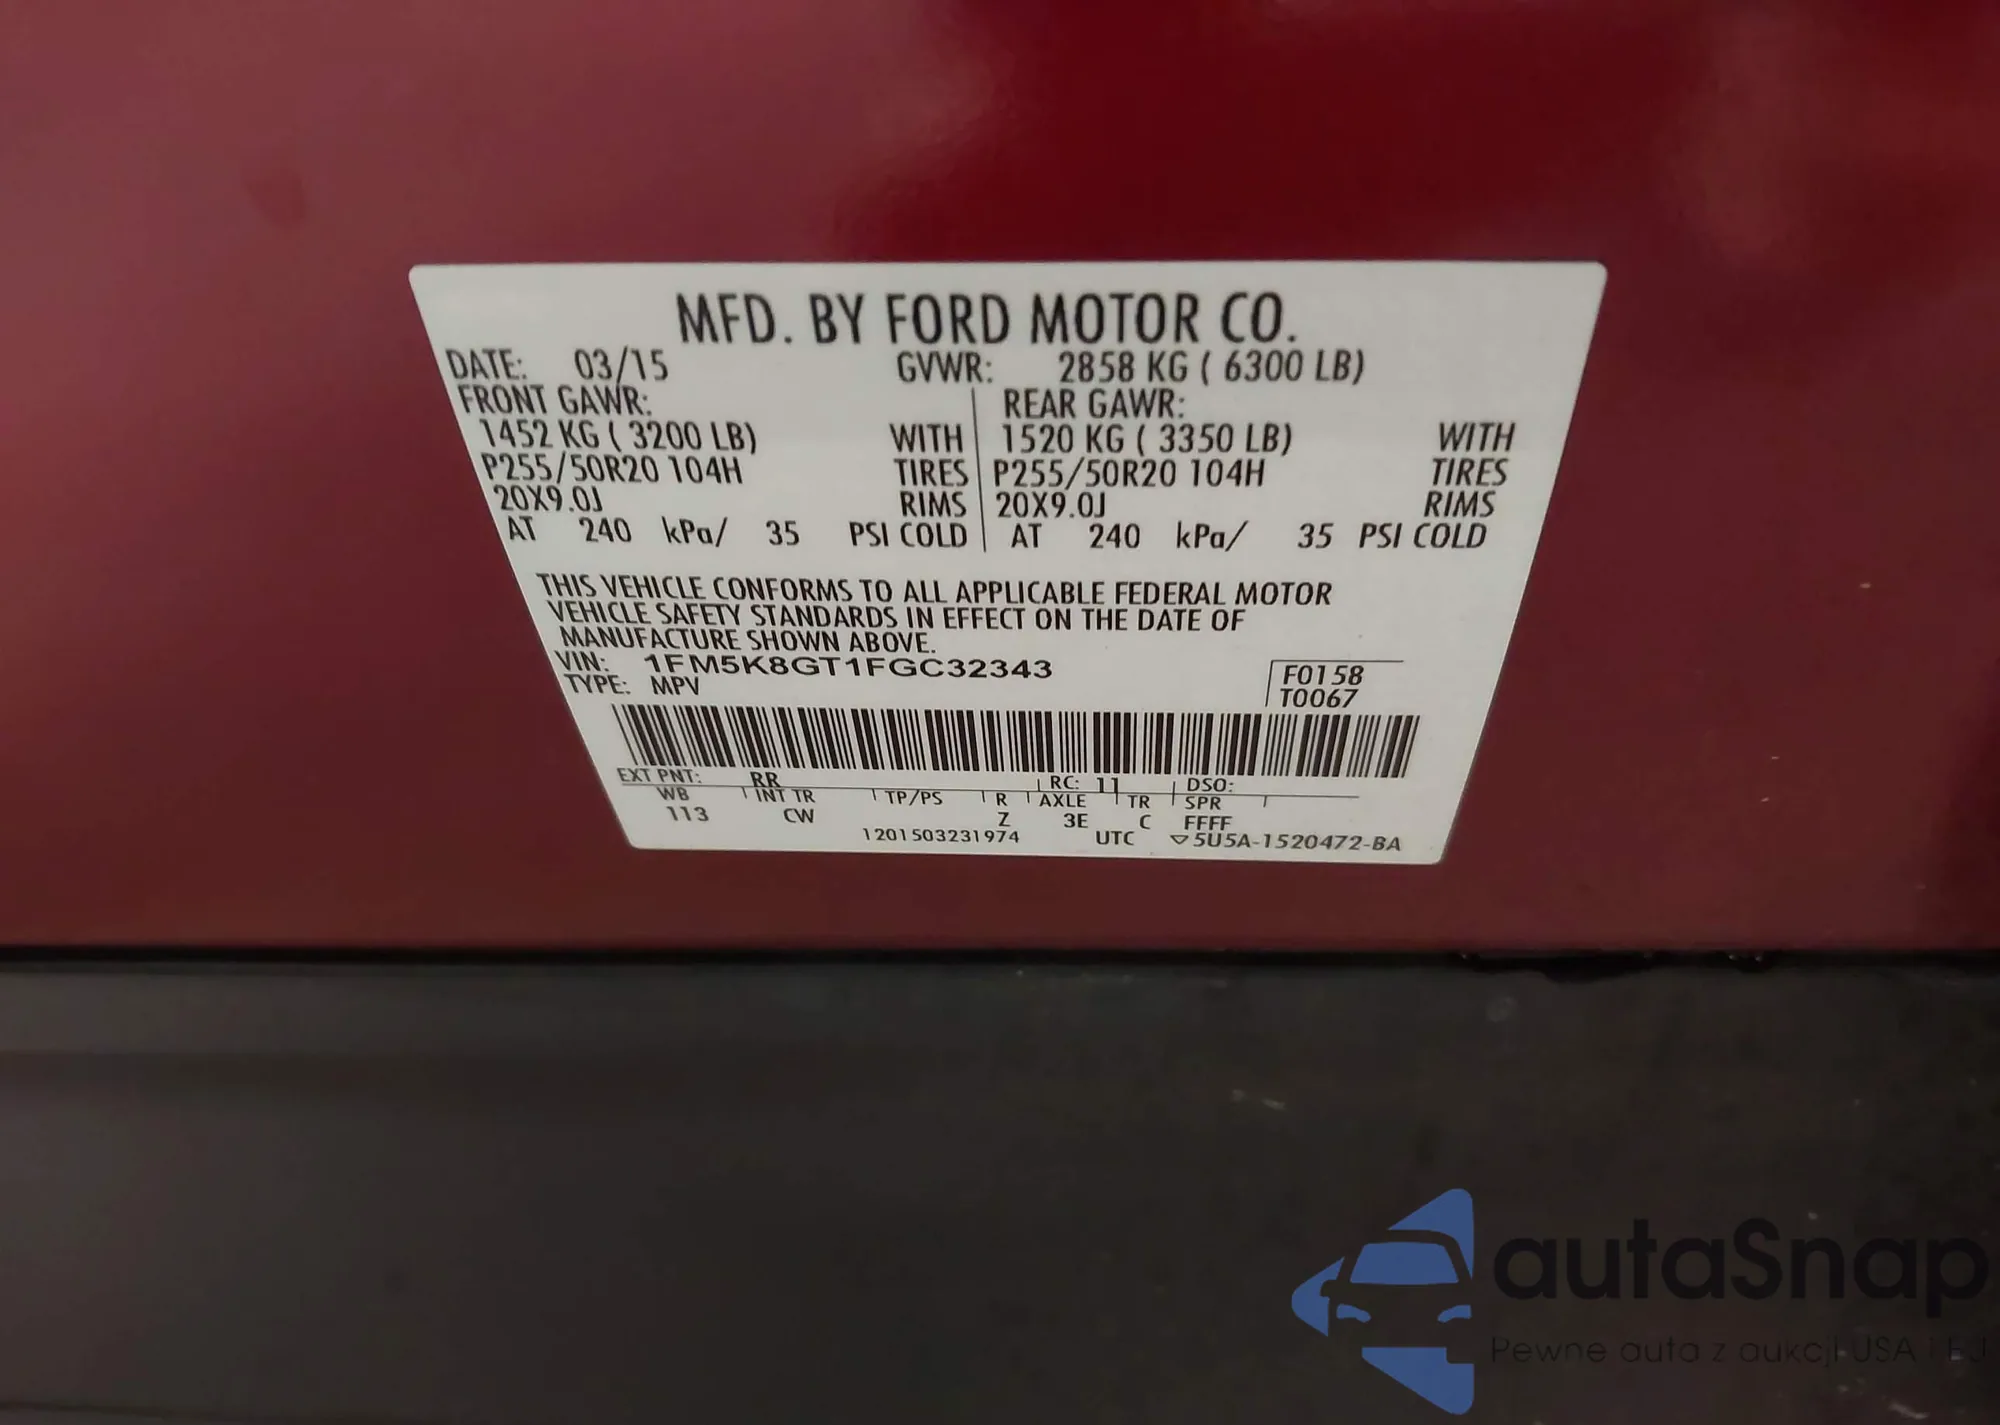 MFD. BY FORD MOTOR CO.
DATE: 03/15 GVWR: 2858 KG ( 6300 LB)
FRONT GAWR: REAR GAWR:
1452 KG ( 3200 LB) WITH 1520 KG ( 3350 LB) WITH
P255/50R20 104H TIRES P255/50R20 104H TIRES
20X9.0J RIMS 20X9.0J RIMS
AT 240 kPa/ 35 PSI COLD AT 240 kPa/ 35 PSI COLD
THIS VEHICLE CONFORMS TO ALL APPLICABLE FEDERAL MOTOR
VEHICLE SAFETY STANDARDS IN EFFECT ON THE DATE OF
MANUFACTURE SHOWN ABOVE.
VIN: 1FM5K8GT1FGC32343 F0158
TYPE: MPV T0067
EXT PNT: RR RC: 11 DSO:
WB INT TR TP/PS R AXLE TR SPR
113 CW Z 3E C FFFF
1201503231974 UTC ▽5U5A-1520472-BA
autaSnap
Pewne auta z aukcji USA i EJ